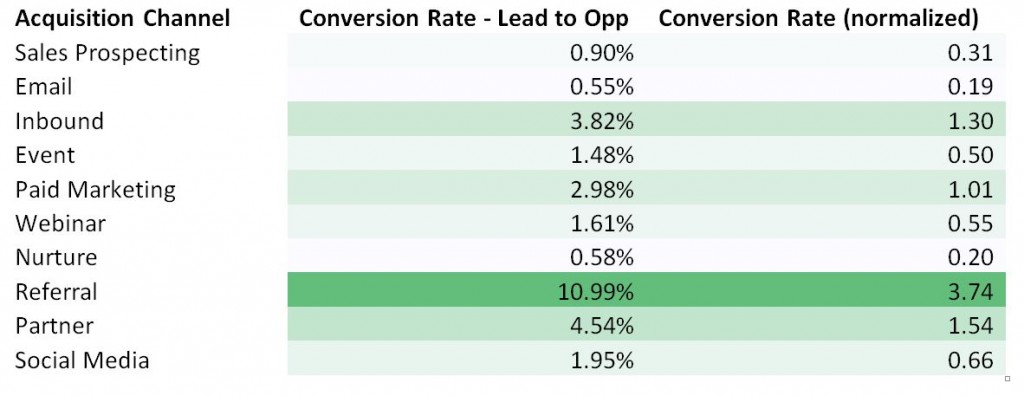 Acquisition Channel Conversion Rate - Lead to Opp Conversion Rate (normalized)
Sales Prospecting 0.90% 0.31
Email 0.55% 0.19
Inbound 3.82% 1.30
Event 1.48% 0.50
Paid Marketing 2.98% 1.01
Webinar 1.61% 0.55
Nurture 0.58% 0.20
Referral 10.99% 3.74
Partner 4.54% 1.54
Social Media 1.95% 0.66